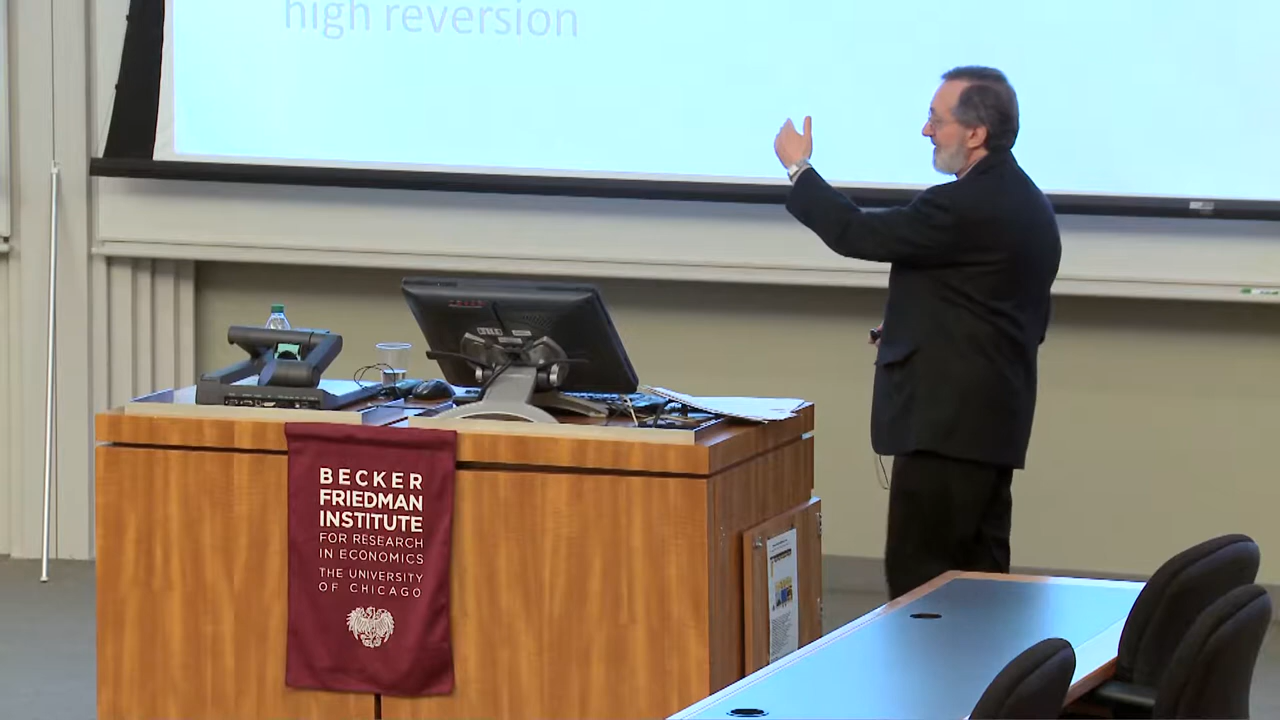 high reversion
BECKER
FRIEDMAN
INSTITUTE
FOR RESEARCH
IN ECONOMICS
THE UNIVERSITY
OF CHICAGO